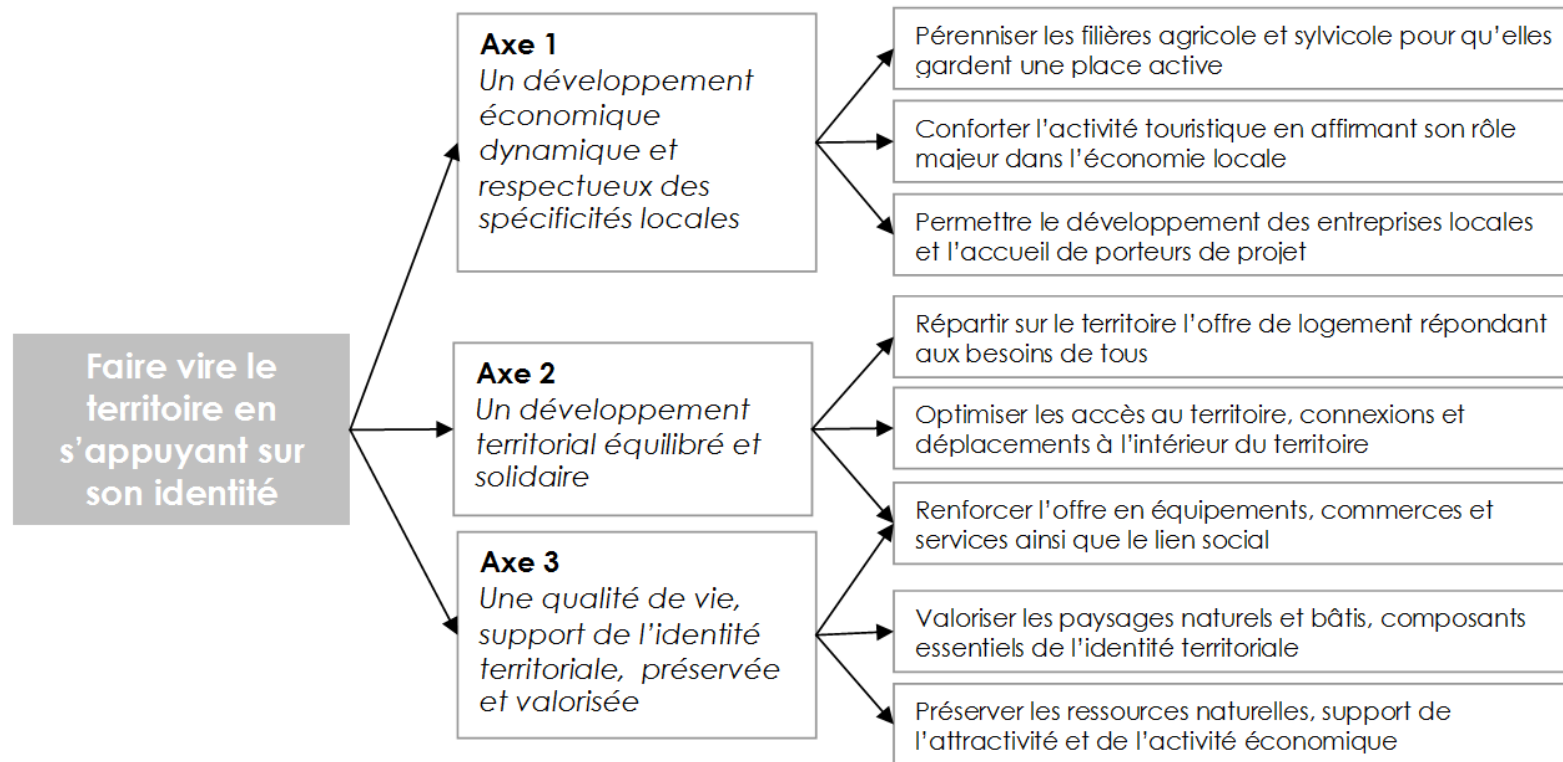 Faire vire le
territoire en
s’appuyant sur
son identité
Axe 1
Un développement
économique
dynamique et
respectueux des
spécificités locales
Pérenniser les filières agricole et sylvicole pour qu’elles
gardent une place active
Conforter l’activité touristique en affirmant son rôle
majeur dans l’économie locale
Permettre le développement des entreprises locales
et l’accueil de porteurs de projet
Axe 2
Un développement
territorial équilibré et
solidaire
Répartir sur le territoire l’offre de logement répondant
aux besoins de tous
Optimiser les accès au territoire, connexions et
déplacements à l’intérieur du territoire
Renforcer l’offre en équipements, commerces et
services ainsi que le lien social
Axe 3
Une qualité de vie,
support de l’identité
territoriale, préservée
et valorisée
Valoriser les paysages naturels et bâtis, composants
essentiels de l’identité territoriale
Préserver les ressources naturelles, support de
l’attractivité et de l’activité économique